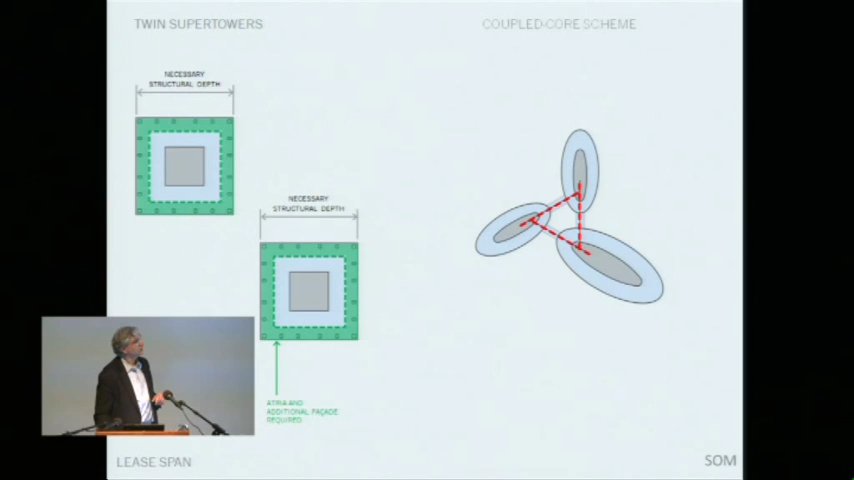 TWIN SUPERTOWERS
COUPLED-CORE SCHEME
NECESSARY
STRUCTURAL DEPTH
NECESSARY
STRUCTURAL DEPTH
ATRIA AND
ADDITIONAL FAÇADE
REQUIRED
LEASE SPAN
SOM